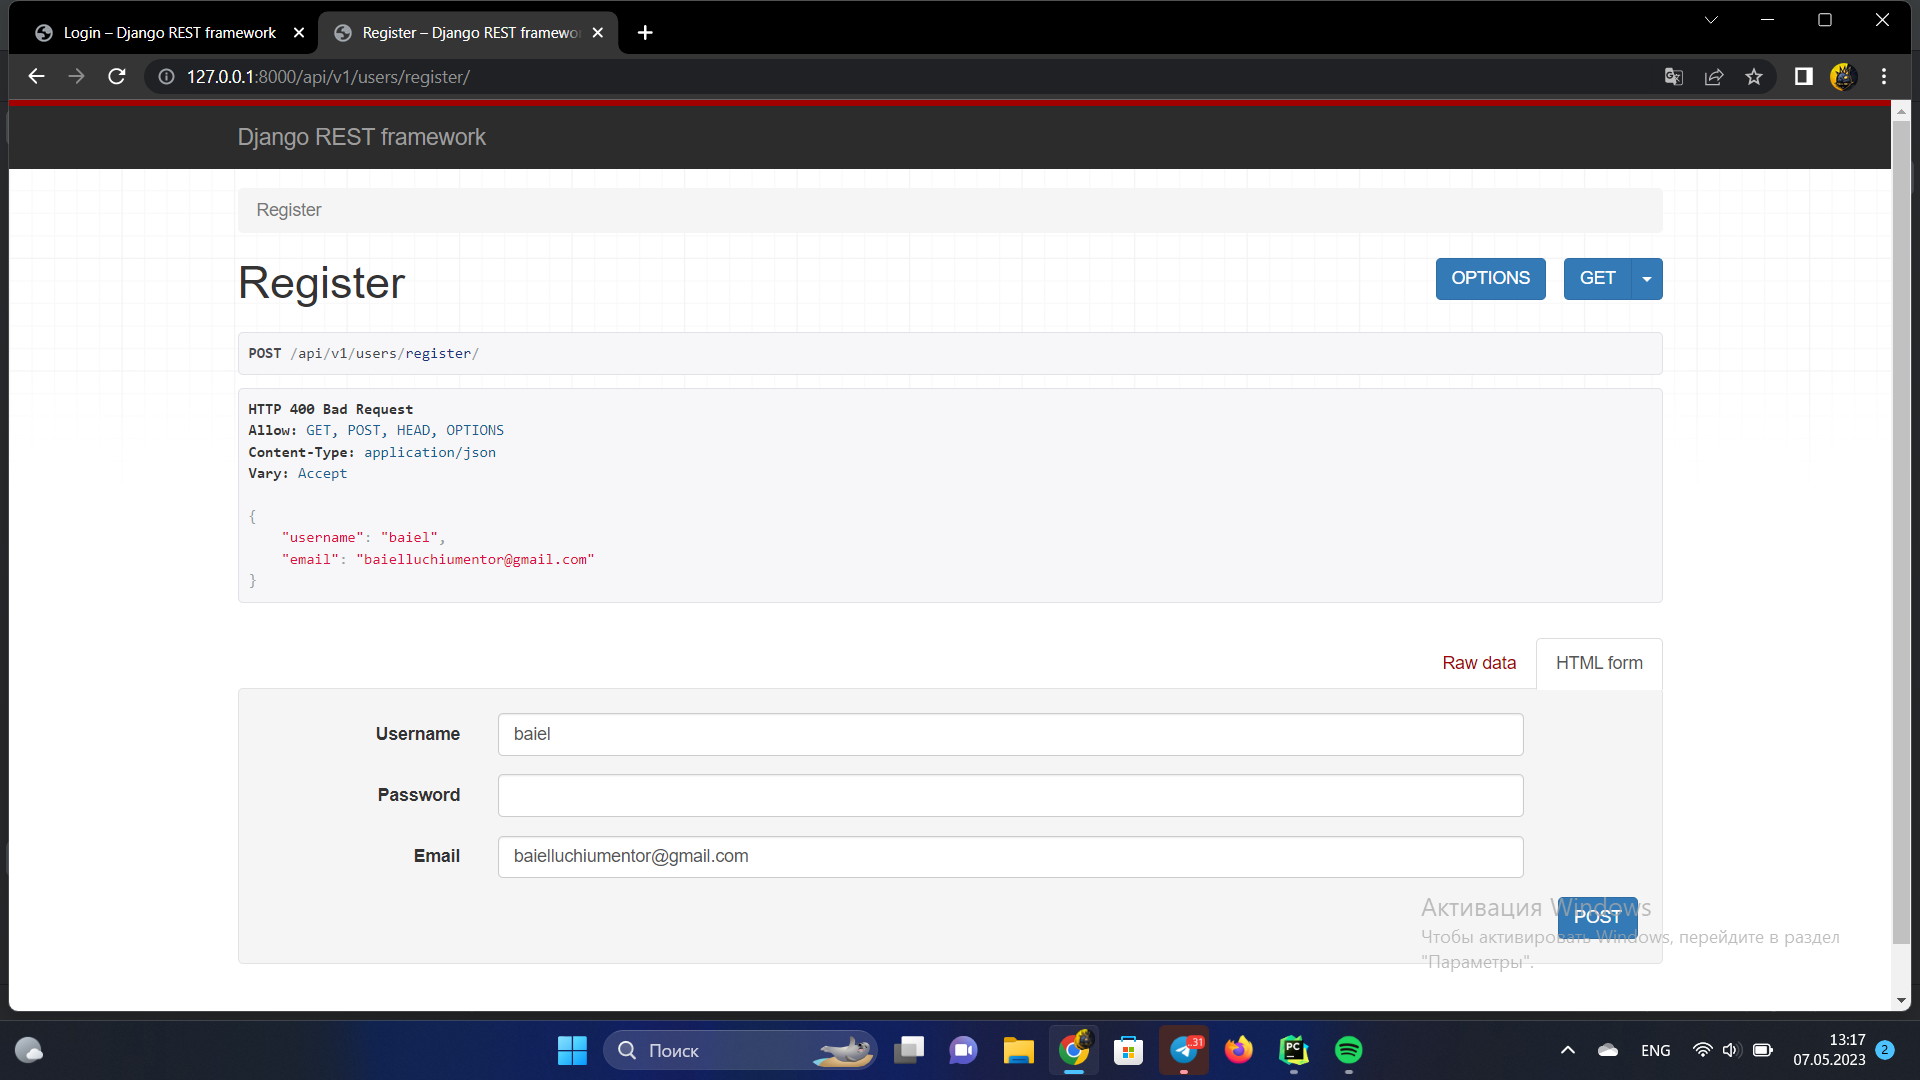 Login – Django REST framework
Register – Django REST framewo
127.0.0.1:8000/api/v1/users/register/
Django REST framework
Register
Register
OPTIONS
GET
POST /api/v1/users/register/
HTTP 400 Bad Request
Allow: GET, POST, HEAD, OPTIONS
Content-Type: application/json
Vary: Accept
{
"username": "baiel",
"email": "baielluchiumentor@gmail.com"
}
Raw data
HTML form
Username
baiel
Password
Email
baielluchiumentor@gmail.com
POST
Активация Windows
Чтобы активировать Windows, перейдите в раздел
"Параметры".
Поиск
31
PC
ENG
13:17
07.05.2023
2